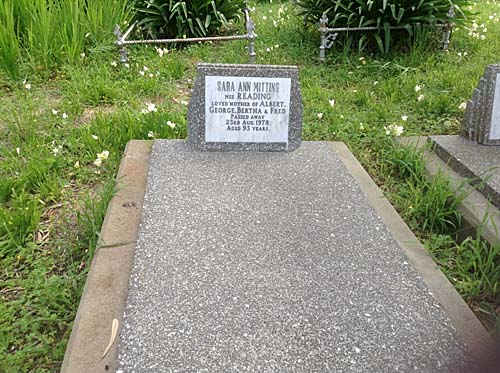 SARA ANN MITTING
NEE READING
LOVED MOTHER OF ALBERT,
GEORGE, BERTHA & FRED
PASSED AWAY
23RD AUG. 1978.
AGED 93 YEARS.